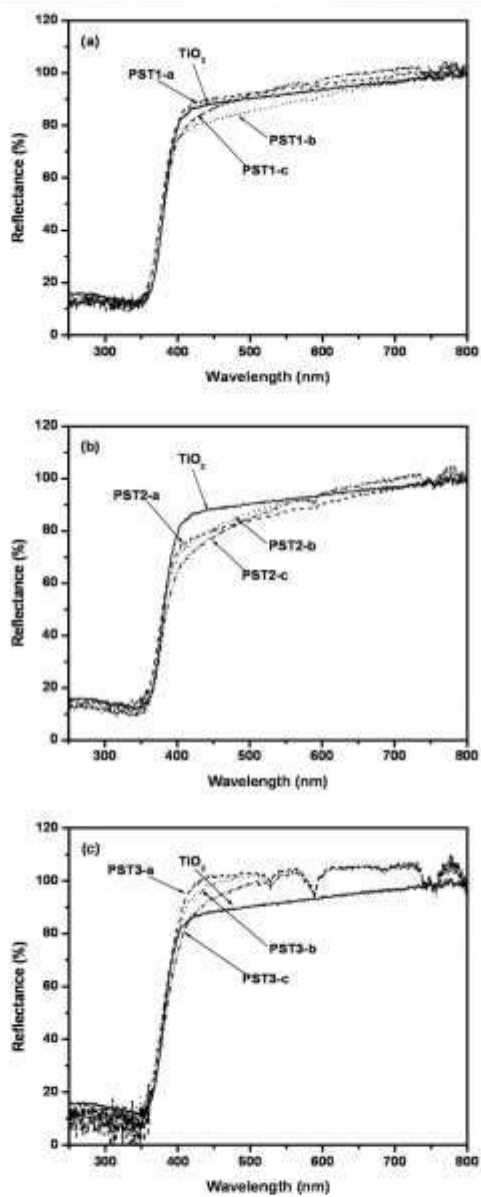 (a)
TiO2
PST1-a
PST1-b
PST1-c
Reflectance (%)
120
100
80
60
40
20
0
300 400 500 600 700 800
Wavelength (nm)
(b)
TiO2
PST2-a
PST2-b
PST2-c
Reflectance (%)
120
100
80
60
40
20
0
300 400 500 600 700 800
Wavelength (nm)
(c)
TiO2
PST3-a
PST3-b
PST3-c
Reflectance (%)
120
100
80
60
40
20
0
300 400 500 600 700 800
Wavelength (nm)